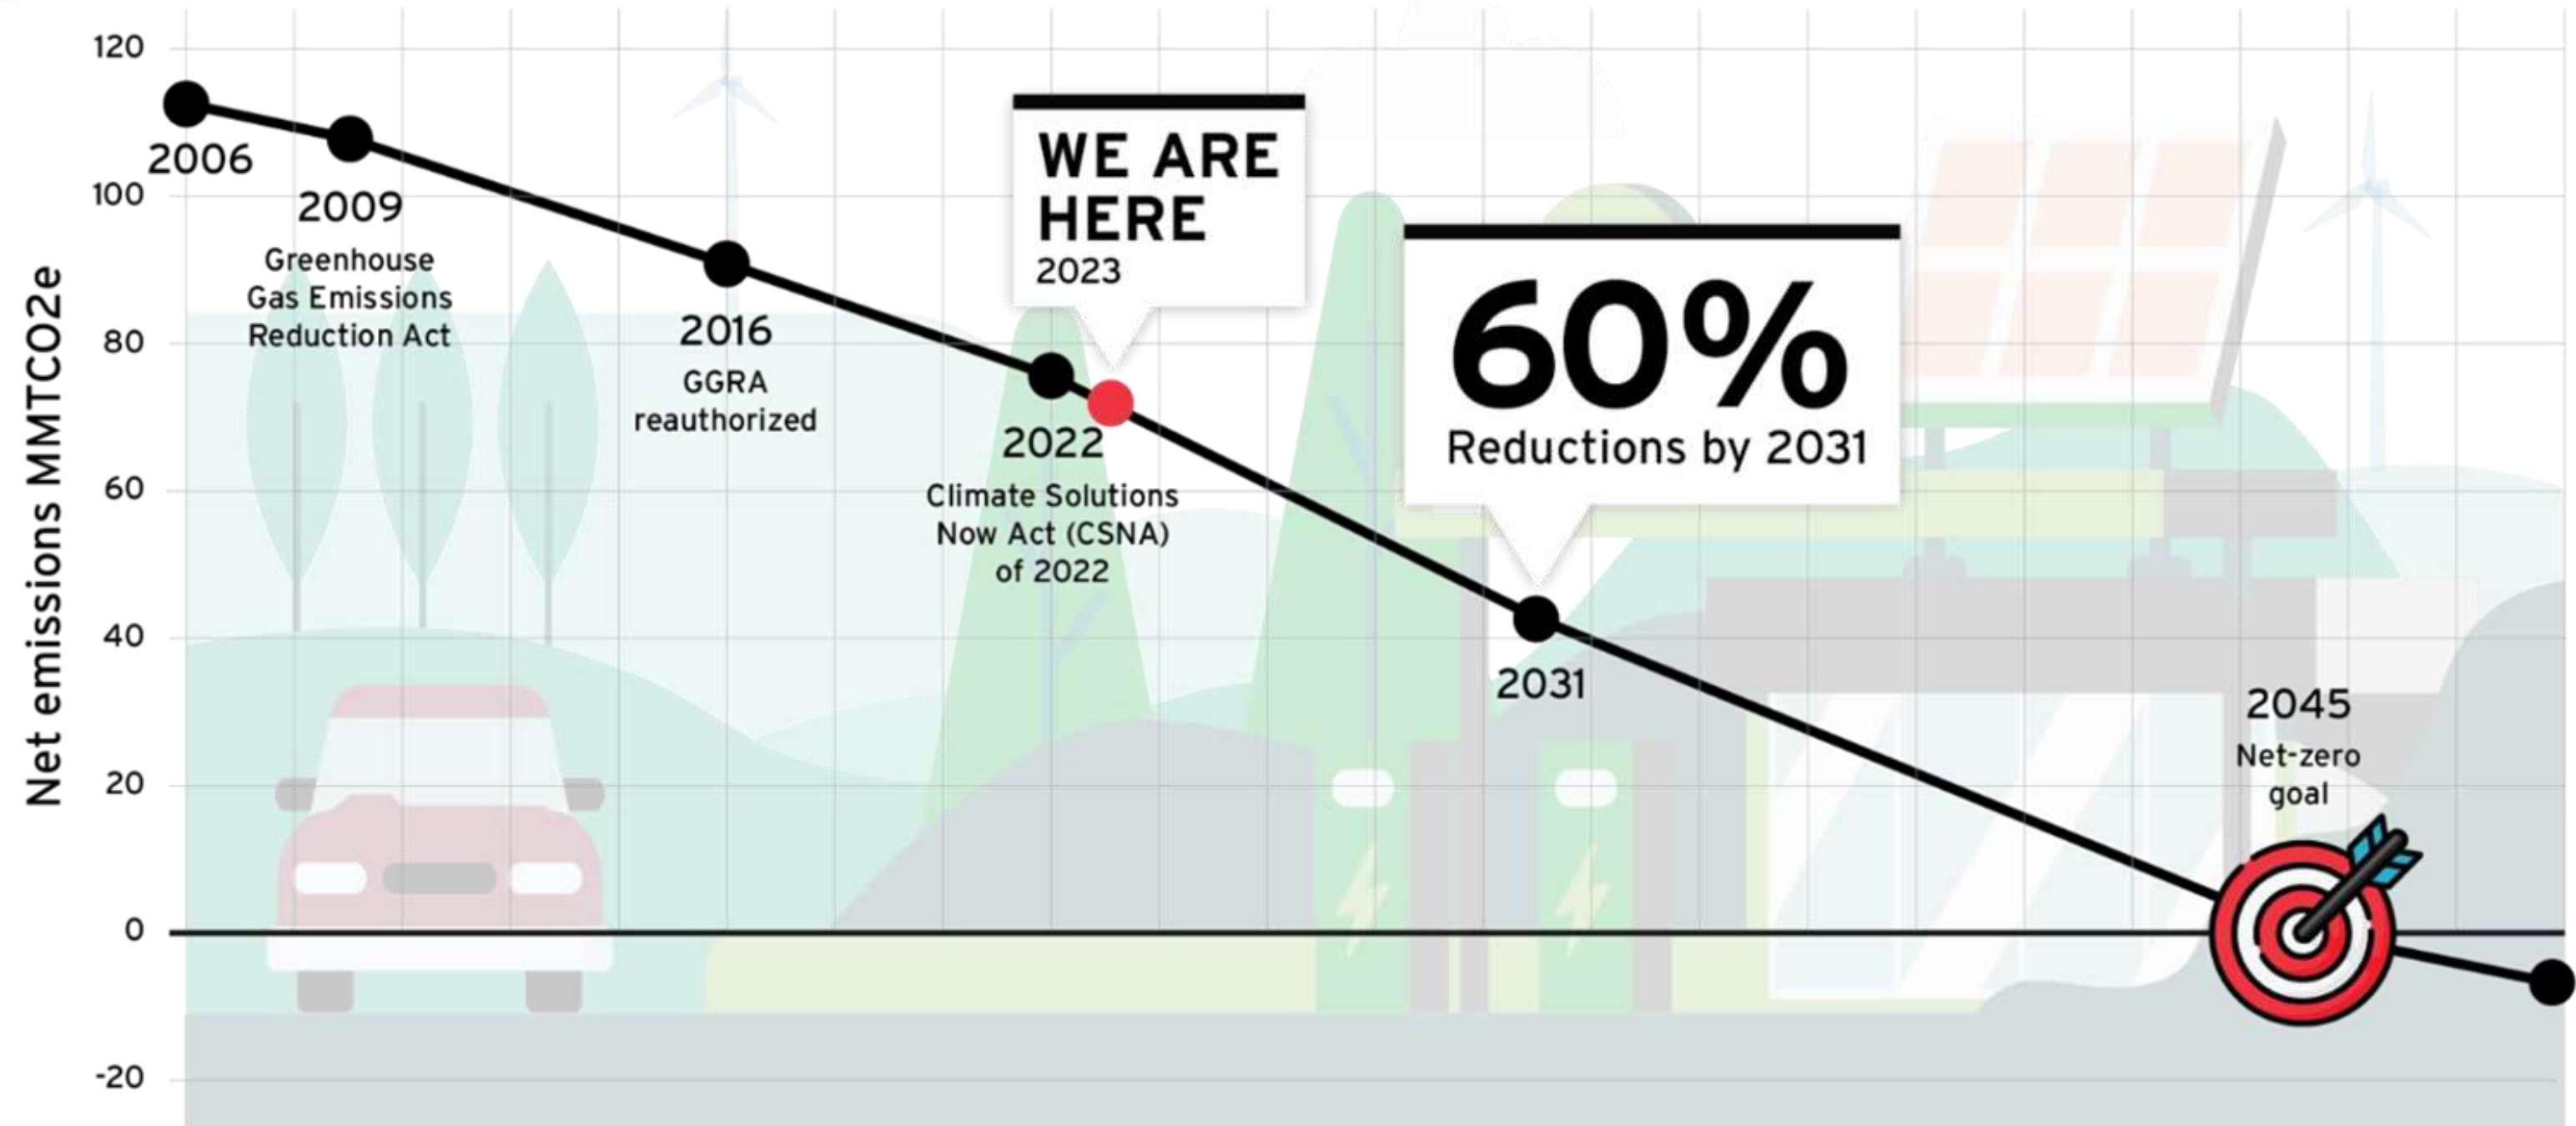 Net emissions MMTCO2e
120
100
80
60
40
20
0
-20
2006
2009
Greenhouse
Gas Emissions
Reduction Act
2016
GGRA
reauthorized
WE ARE
HERE
2023
2022
Climate Solutions
Now Act (CSNA)
of 2022
60%
Reductions by 2031
2031
2045
Net-zero
goal